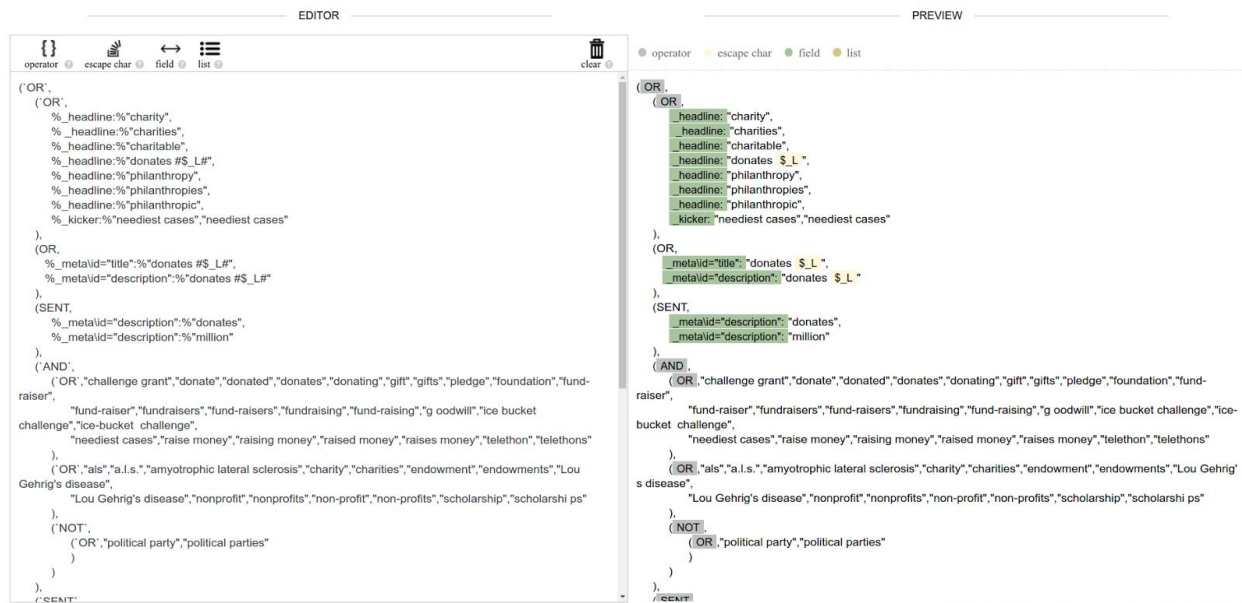 EDITOR
{} operator
escape char
field
list
clear
(`OR`,
(`OR`,
%_headline:%"charity",
% _headline:%"charities",
%_headline:%"charitable",
%_headline:%"donates #$_L#",
%_headline:%"philanthropy",
%_headline:%"philanthropies",
%_headline:%"philanthropic",
%_kicker:%"neediest cases","neediest cases"
),
(OR,
%_meta\id="title":%"donates #$_L#",
%_meta\id="description":%"donates #$_L#"
),
(SENT,
%_meta\id="description":%"donates",
%_meta\id="description":%"million"
),
(`AND`,
(`OR`,"challenge grant","donate","donated","donates","donating","gift","gifts","pledge","foundation","fund-
raiser",
"fund-raiser","fundraisers","fund-raisers","fundraising","fund-raising","g oodwill","ice bucket
challenge","ice-bucket  challenge",
"neediest cases","raise money","raising money","raised money","raises money","telethon","telethons"
),
(`OR`,"als","a.l.s.","amyotrophic lateral sclerosis","charity","charities","endowment","endowments","Lou
Gehrig's disease",
"Lou Gehrig's disease","nonprofit","nonprofits","non-profit","non-profits","scholarship","scholarshi ps"
),
(`NOT`,
(`OR`,"political party","political parties"
)
)
),
(`SENT`,
PREVIEW
operator
escape char
field
list
( OR ,
( OR ,
_headline: "charity",
_headline: "charities",
_headline: "charitable",
_headline: "donates $_L ",
_headline: "philanthropy",
_headline: "philanthropies",
_headline: "philanthropic",
_kicker: "neediest cases","neediest cases"
),
(OR,
_meta\id="title": "donates $_L ",
_meta\id="description": "donates $_L "
),
(SENT,
_meta\id="description": "donates",
_meta\id="description": "million"
),
( AND ,
( OR ,"challenge grant","donate","donated","donates","donating","gift","gifts","pledge","foundation","fund-
raiser",
"fund-raiser","fundraisers","fund-raisers","fundraising","fund-raising","g oodwill","ice bucket challenge","ice-
bucket  challenge",
"neediest cases","raise money","raising money","raised money","raises money","telethon","telethons"
),
( OR ,"als","a.l.s.","amyotrophic lateral sclerosis","charity","charities","endowment","endowments","Lou Gehrig'
s disease",
"Lou Gehrig's disease","nonprofit","nonprofits","non-profit","non-profits","scholarship","scholarshi ps"
),
( NOT ,
( OR ,"political party","political parties"
)
)
),
( SENT